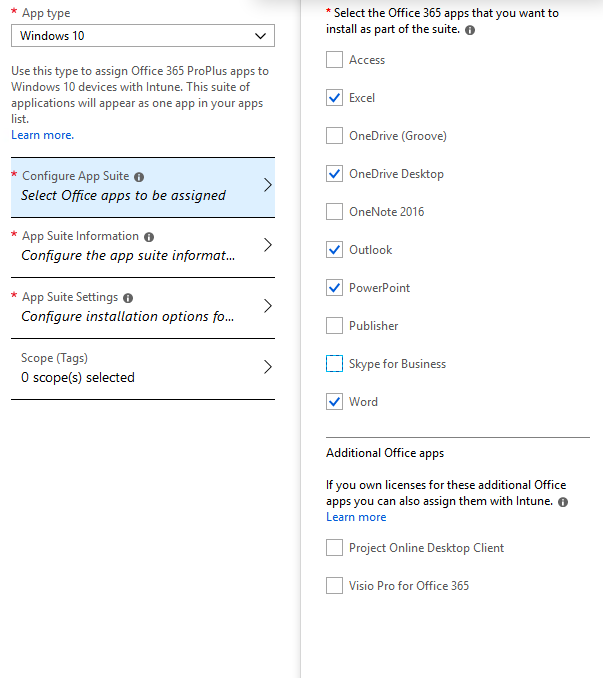 * App type
Windows 10
Use this type to assign Office 365 ProPlus apps to
Windows 10 devices with Intune. This suite of
applications will appear as one app in your apps
list.
Learn more.
* Configure App Suite
Select Office apps to be assigned
* App Suite Information
Configure the app suite informat...
* App Suite Settings
Configure installation options fo...
Scope (Tags)
0 scope(s) selected
* Select the Office 365 apps that you want to
install as part of the suite.
Access
Excel
OneDrive (Groove)
OneDrive Desktop
OneNote 2016
Outlook
PowerPoint
Publisher
Skype for Business
Word
Additional Office apps
If you own licenses for these additional Office
apps you can also assign them with Intune.
Learn more
Project Online Desktop Client
Visio Pro for Office 365